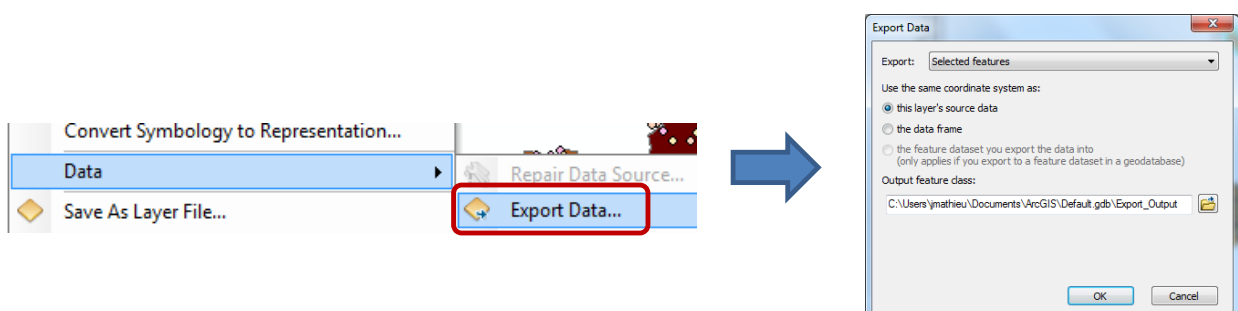 Convert Symbology to Representation...
Data
Save As Layer File...
Repair Data Source...
Export Data...
Export Data
Export: Selected features
Use the same coordinate system as:
this layer's source data
the data frame
the feature dataset you export the data into
(only applies if you export to a feature dataset in a geodatabase)
Output feature class:
C:\Users\jmathieu\Documents\ArcGIS\Default.gdb\Export_Output
OK Cancel